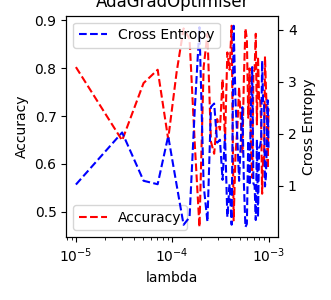 AdaGradOptimiser
0.9
0.8
0.7
0.6
0.5
Accuracy
Cross Entropy
Accuracy
4
3
2
1
Cross Entropy
10⁻⁵
10⁻⁴
10⁻³
lambda